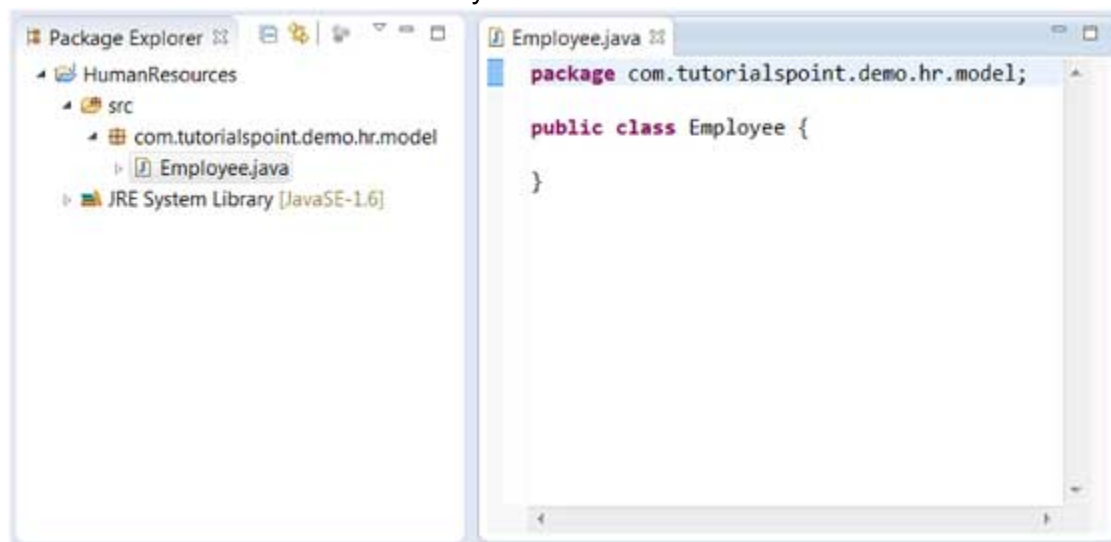 Package Explorer
HumanResources
src
com.tutorialspoint.demo.hr.model
Employee.java
JRE System Library [JavaSE-1.6]
Employee.java
package com.tutorialspoint.demo.hr.model;
public class Employee {
}